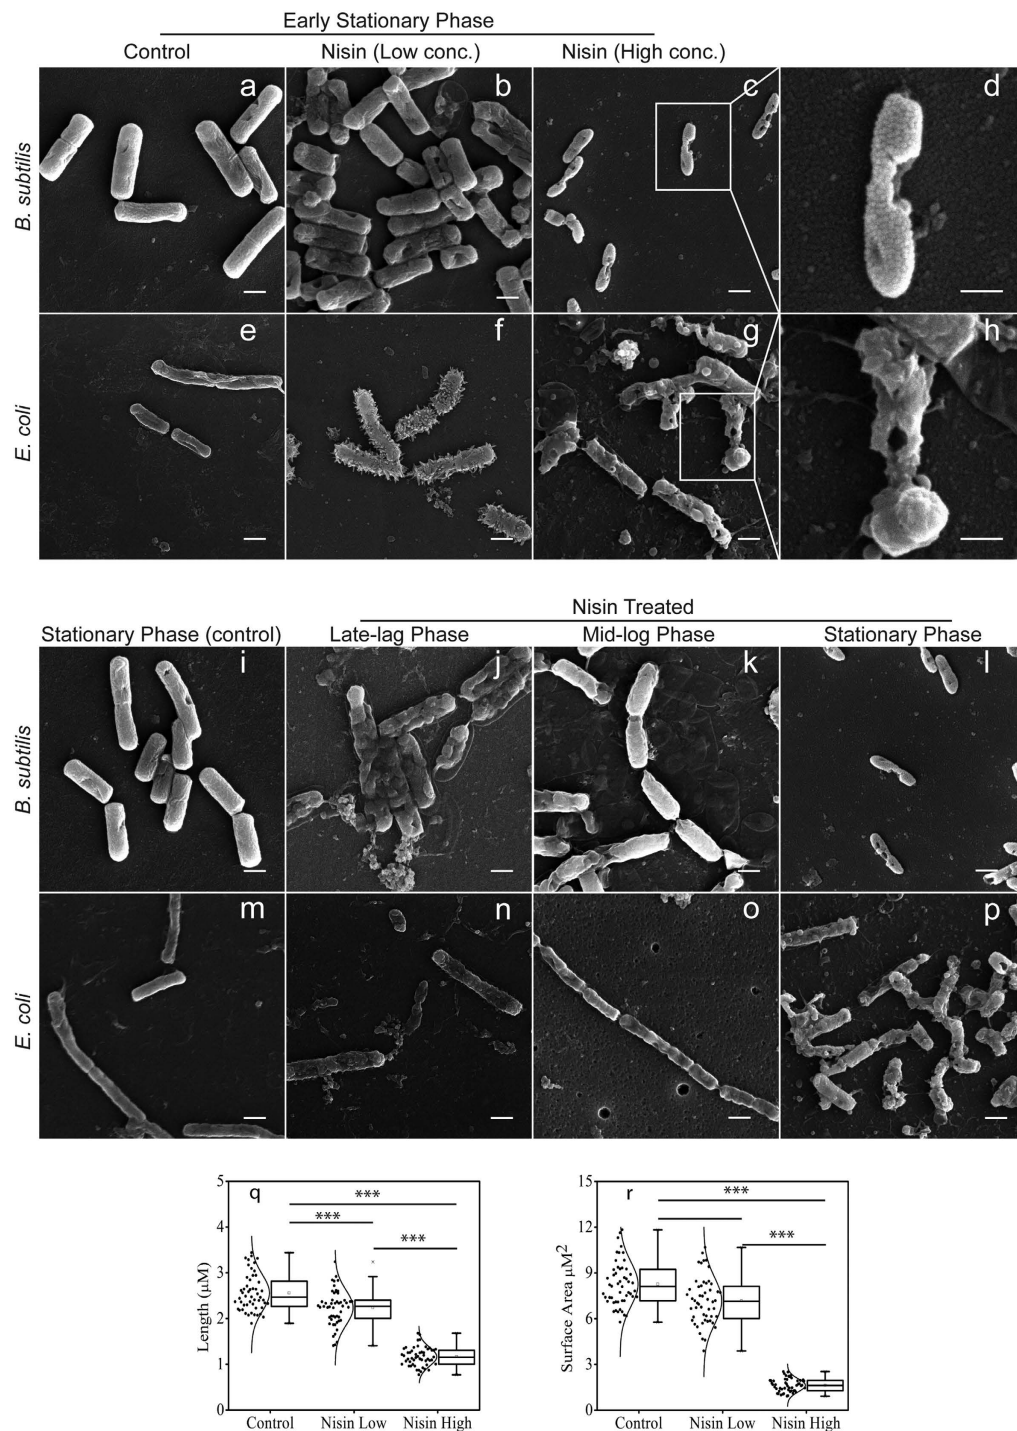 Early Stationary Phase
Control Nisin (Low conc.) Nisin (High conc.)
B. subtilis
a b c d
E. coli
e f g h
Nisin Treated
Stationary Phase (control) Late-lag Phase Mid-log Phase Stationary Phase
B. subtilis
i j k l
E. coli
m n o p
q
Length (μM)
5
4
3
2
1
0
***
***
***
Control Nisin Low Nisin High
r
Surface Area μM²
15
12
9
6
3
0
***
***
Control Nisin Low Nisin High